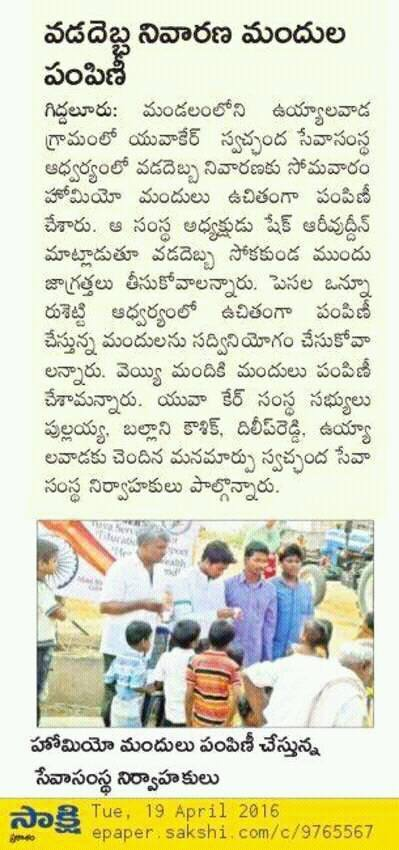 వడదెబ్బ నివారణ మందుల
పంపిణీ
గిద్దలూరు: మండలంలోని ఉయ్యాలవాడ
గ్రామంలో యువాకేర్ స్వచ్ఛంద సేవాసంస్థ
ఆధ్వర్యంలో వడదెబ్బ నివారణకు సోమవారం
హోమియో మందులు ఉచితంగా పంపిణీ
చేశారు. ఆ సంస్థ అధ్యక్షుడు షేక్ ఆరీవుద్దీన్
మాట్లాడుతూ వడదెబ్బ సోకకుండ ముందు
జాగ్రత్తలు తీసుకోవాలన్నారు. పెసల ఒన్నూ
రుశెట్టి ఆధ్వర్యంలో ఉచితంగా పంపిణీ
చేస్తున్న మందులను సద్వినియోగం చేసుకోవా
లన్నారు. వెయ్యి మందికి మందులు పంపిణీ
చేశామన్నారు. యువా కేర్ సంస్థ సభ్యులు
పుల్లయ్య, బల్లాని కౌశిక్, దిలీప్‌రెడ్డి, ఉయ్యా
లవాడకు చెందిన మనమార్పు స్వచ్ఛంద సేవా
సంస్థ నిర్వాహకులు పాల్గొన్నారు.
హోమియో మందులు పంపిణీ చేస్తున్న
సేవాసంస్థ నిర్వాహకులు
సాక్షి Tue, 19 April 2016
ప్రకాశం epaper.sakshi.com/c/9765567